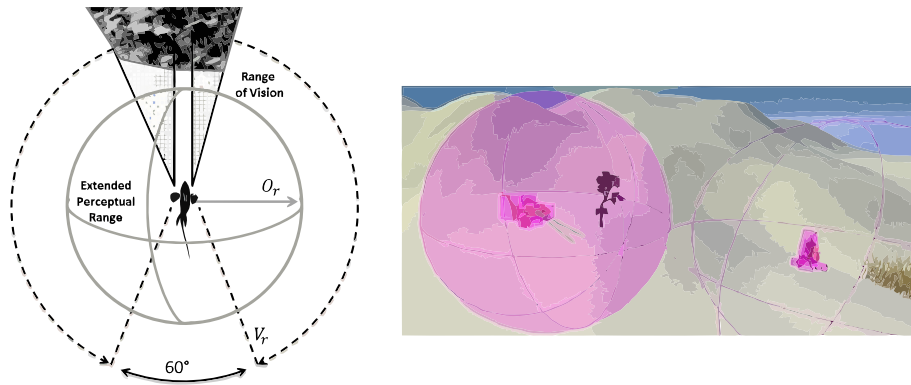 Range
of Vision
Extended
Perceptual
Range
O_r
V_r
60°